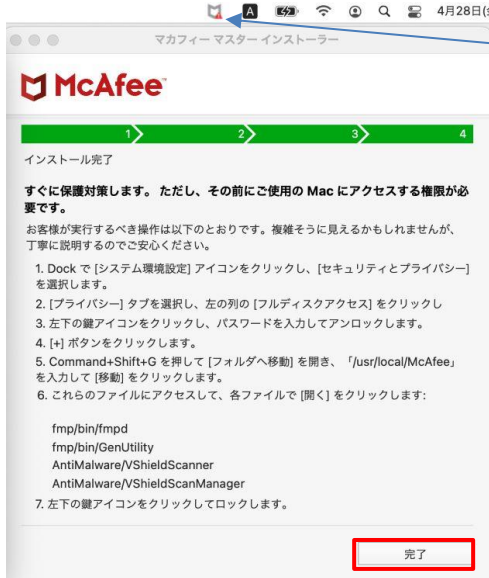 A 4月28日(
マカフィー マスター インストーラー
McAfee™
1 2 3 4
インストール完了
すぐに保護対策します。 ただし、その前にご使用の Mac にアクセスする権限が必
要です。
お客様が実行するべき操作は以下のとおりです。複雑そうに見えるかもしれませんが、
丁寧に説明するのでご安心ください。
1. Dock で [システム環境設定] アイコンをクリックし、[セキュリティとプライバシー]
を選択します。
2. [プライバシー] タブを選択し、左の列の [フルディスクアクセス] をクリックし
3. 左下の鍵アイコンをクリックし、パスワードを入力してアンロックします。
4. [+] ボタンをクリックします。
5. Command+Shift+G を押して [フォルダへ移動] を開き、「/usr/local/McAfee」
を入力して [移動] をクリックします。
6. これらのファイルにアクセスして、各ファイルで [開く] をクリックします:
fmp/bin/fmpd
fmp/bin/GenUtility
AntiMalware/VShieldScanner
AntiMalware/VShieldScanManager
7. 左下の鍵アイコンをクリックしてロックします。
完了